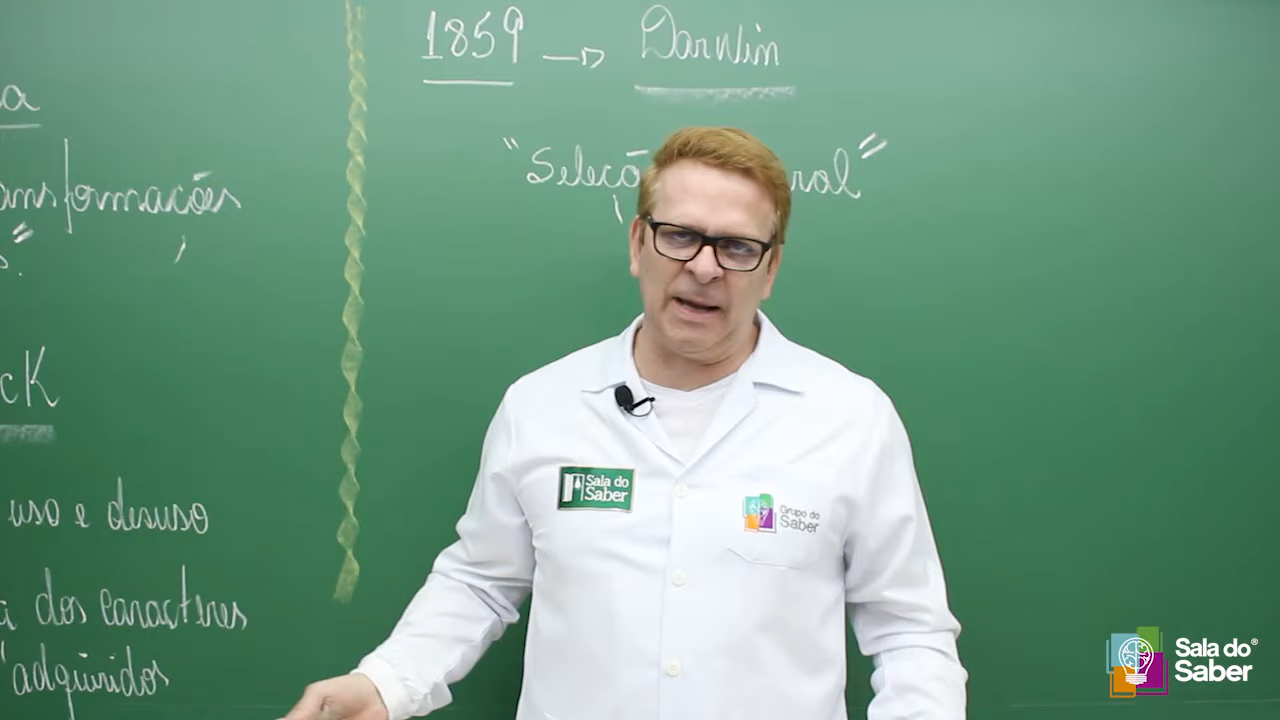 a
ansformações
s."
cK
uso e desuso
a dos caracteres
"adquiridos
1859 → Darwin
"Seleçã ral"
Sala do
Saber
Grupo do
Saber
Sala do®
Saber